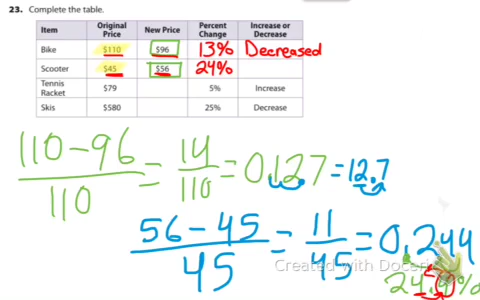 23. Complete the table.
Item Original Price New Price Percent Change Increase or Decrease
Bike $110 $96 13% Decreased
Scooter $45 $56 24%
Tennis Racket $79 5% Increase
Skis $580 25% Decrease
110-96/110 = 14/110 = 0.127 = 12.7
56-45/45 = 11/45 = 0.244
Created with Doceri
24.4%